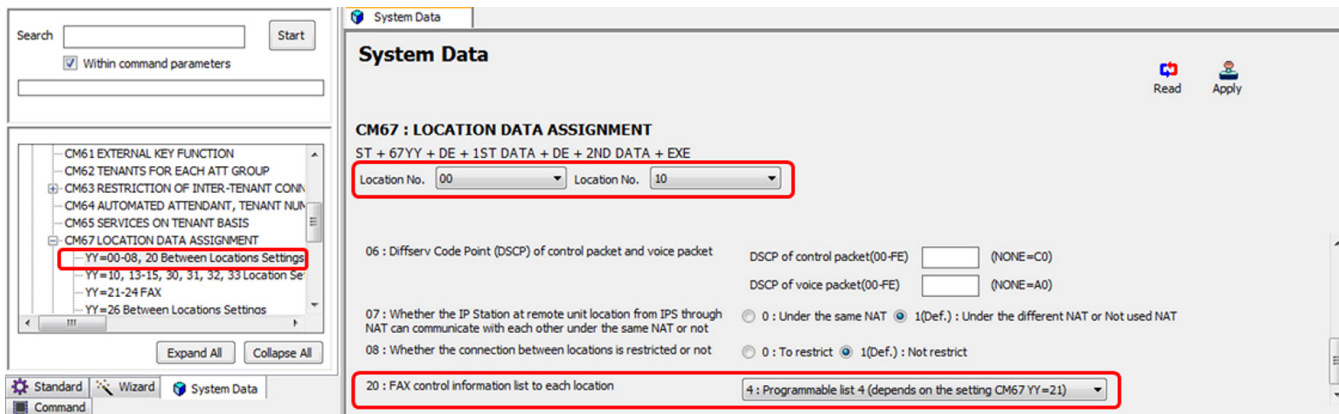 Search
Start
Within command parameters
CM61 EXTERNAL KEY FUNCTION
CM62 TENANTS FOR EACH ATT GROUP
CM63 RESTRICTION OF INTER-TENANT CONN
CM64 AUTOMATED ATTENDANT, TENANT NUM
CM65 SERVICES ON TENANT BASIS
CM67 LOCATION DATA ASSIGNMENT
YY=00-08, 20 Between Locations Settings
YY=10, 13-15, 30, 31, 32, 33 Location Se
YY=21-24 FAX
YY=26 Between Locations Settings
Expand All Collapse All
Standard Wizard System Data
Command
System Data
System Data
Read Apply
CM67 : LOCATION DATA ASSIGNMENT
ST + 67YY + DE + 1ST DATA + DE + 2ND DATA + EXE
Location No. 00 Location No. 10
06 : Diffserv Code Point (DSCP) of control packet and voice packet
DSCP of control packet(00-FE) (NONE=C0)
DSCP of voice packet(00-FE) (NONE=A0)
07 : Whether the IP Station at remote unit location from IPS through
NAT can communicate with each other under the same NAT or not
0 : Under the same NAT 1(Def.) : Under the different NAT or Not used NAT
08 : Whether the connection between locations is restricted or not
0 : To restrict 1(Def.) : Not restrict
20 : FAX control information list to each location
4 : Programmable list 4 (depends on the setting CM67 YY=21)